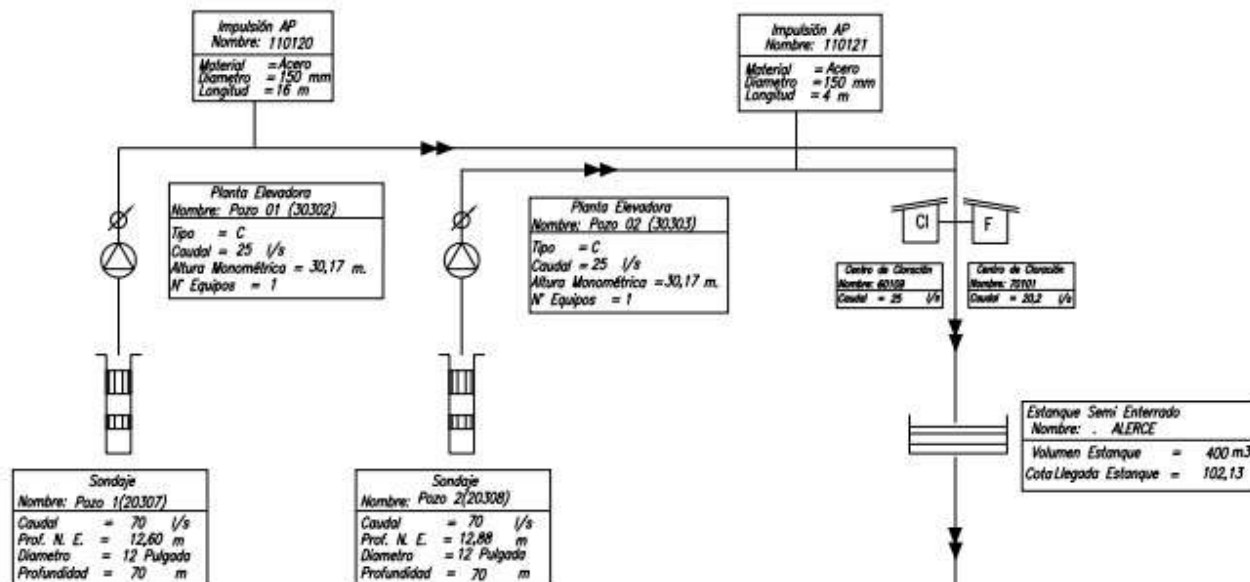 Impulsión AP
Nombre: 110120
Material = Acero
Diametro = 150 mm
Longitud = 16 m
Impulsión AP
Nombre: 110121
Material = Acero
Diametro = 150 mm
Longitud = 4 m
Planta Elevadora
Nombre: Pozo 01 (30302)
Tipo = C
Caudal = 25 l/s
Altura Monométrica = 30,17 m.
N° Equipos = 1
Planta Elevadora
Nombre: Pozo 02 (30303)
Tipo = C
Caudal = 25 l/s
Altura Monométrica = 30,17 m.
N° Equipos = 1
Cl
F
Centro de Cloración
Nombre: 60109
Caudal = 25 l/s
Centro de Cloración
Nombre: 70101
Caudal = 20,2 l/s
Estanque Semi Enterrado
Nombre: . ALERCE
Volumen Estanque = 400 m3
Cota Llegada Estanque = 102,13
Sondaje
Nombre: Pozo 1(20307)
Caudal = 70 l/s
Prof. N. E. = 12,60 m
Diametro = 12 Pulgada
Profundidad = 70 m
Sondaje
Nombre: Pozo 2(20308)
Caudal = 70 l/s
Prof. N. E. = 12,88 m
Diametro = 12 Pulgada
Profundidad = 70 m